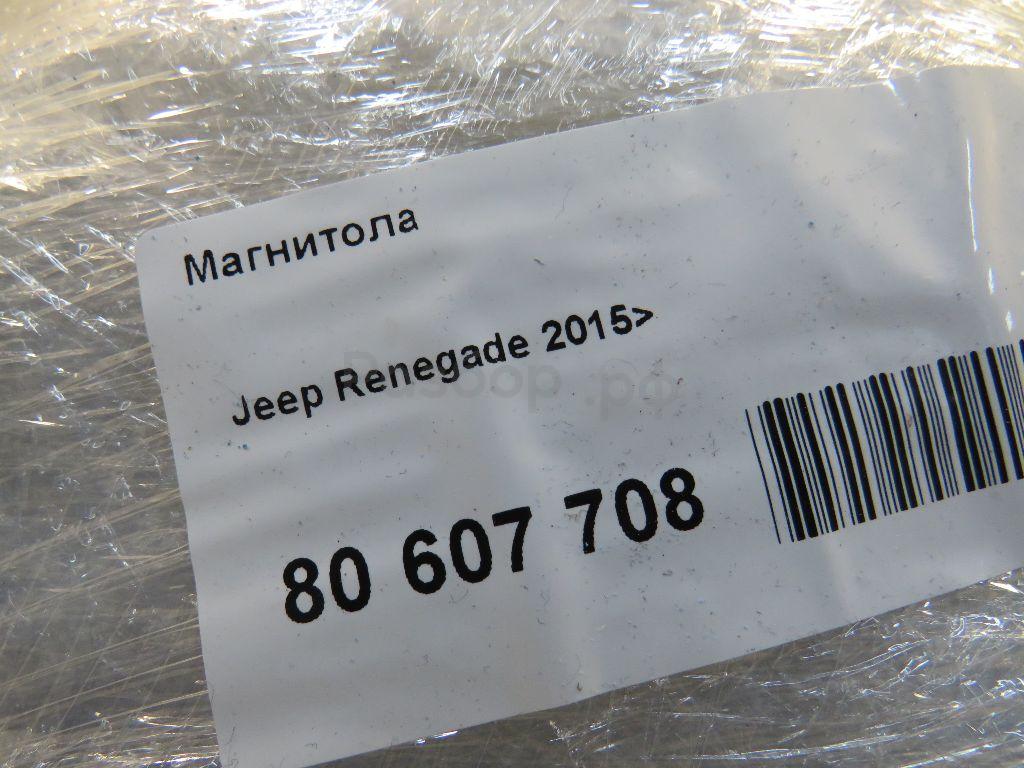 Магнитола
Jeep Renegade 2015>
80 607 708